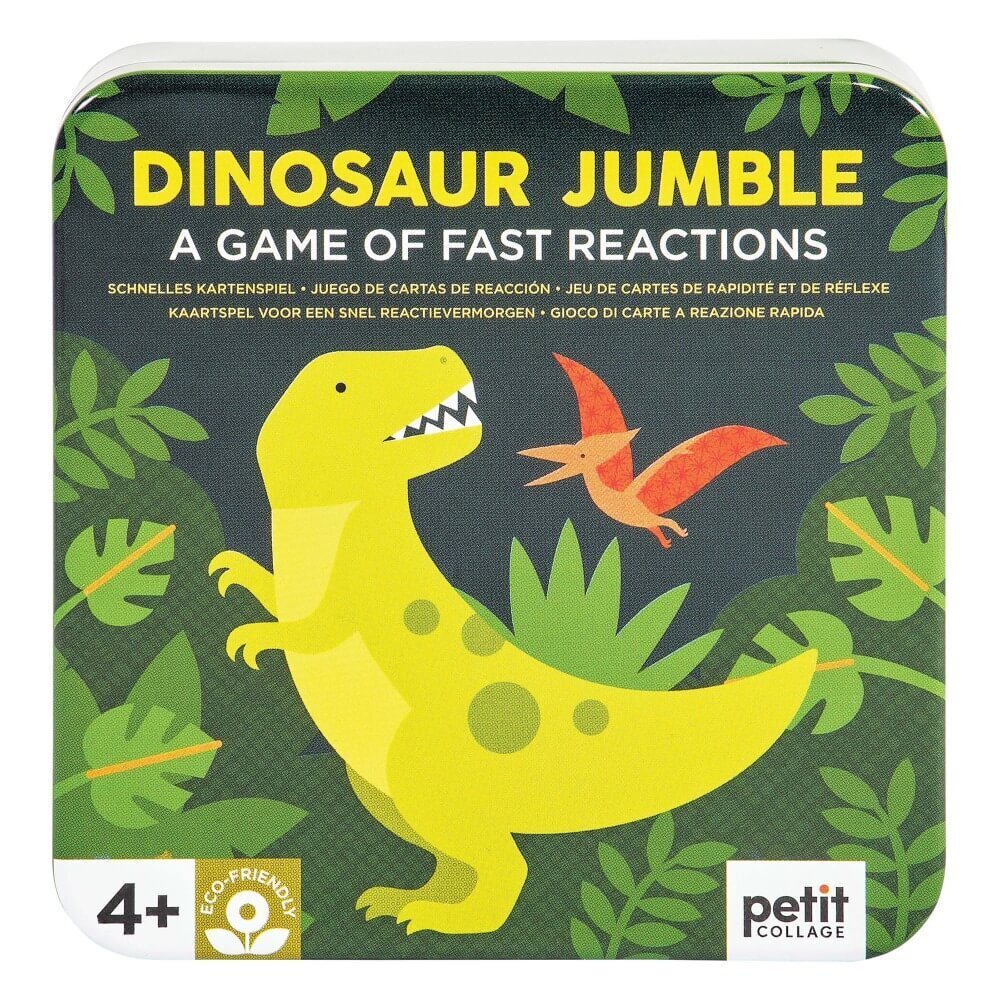 DINOSAUR JUMBLE
A GAME OF FAST REACTIONS
SCHNELLES KARTENSPIEL • JUEGO DE CARTAS DE REACCIÓN • JEU DE CARTES DE RAPIDITÉ ET DE RÉFLEXE
KAARTSPEL VOOR EEN SNEL REACTIEVERMORGEN • GIOCO DI CARTE A REAZIONE RAPIDA
4+
ECO-FRIENDLY
petit
COLLAGE